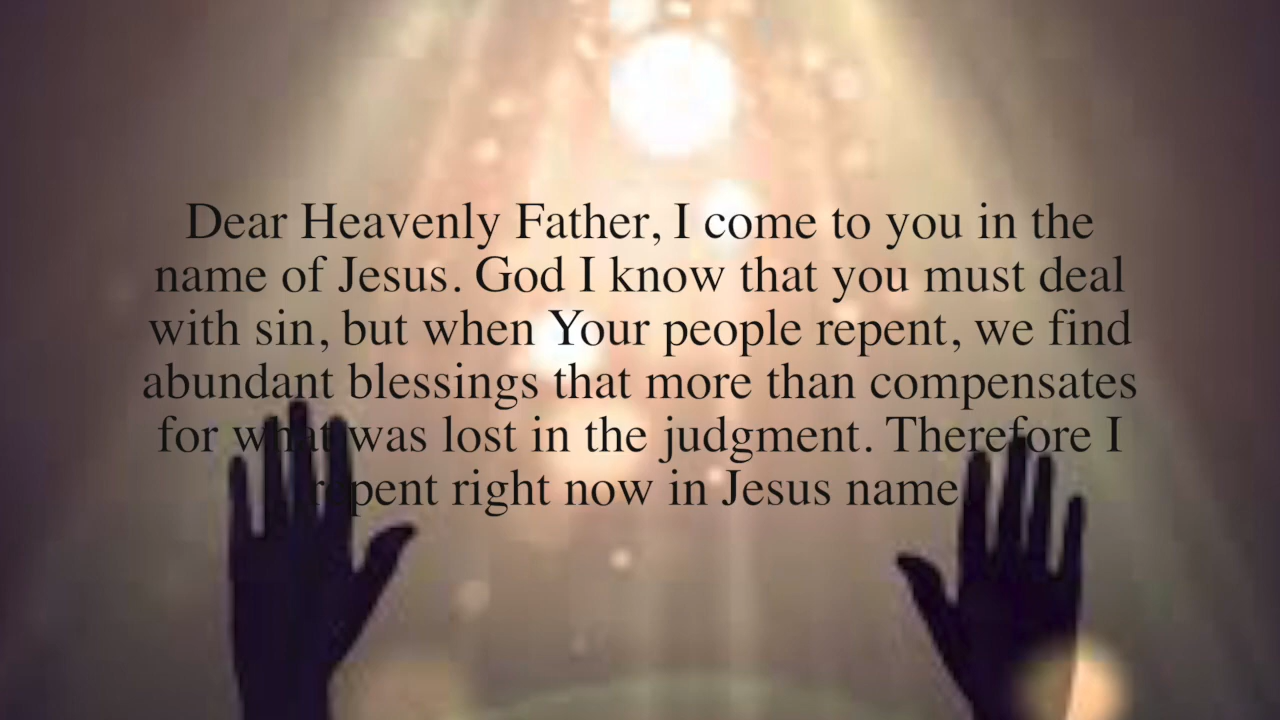 Dear Heavenly Father, I come to you in the
name of Jesus. God I know that you must deal
with sin, but when Your people repent, we find
abundant blessings that more than compensates
for what was lost in the judgment. Therefore I
repent right now in Jesus name